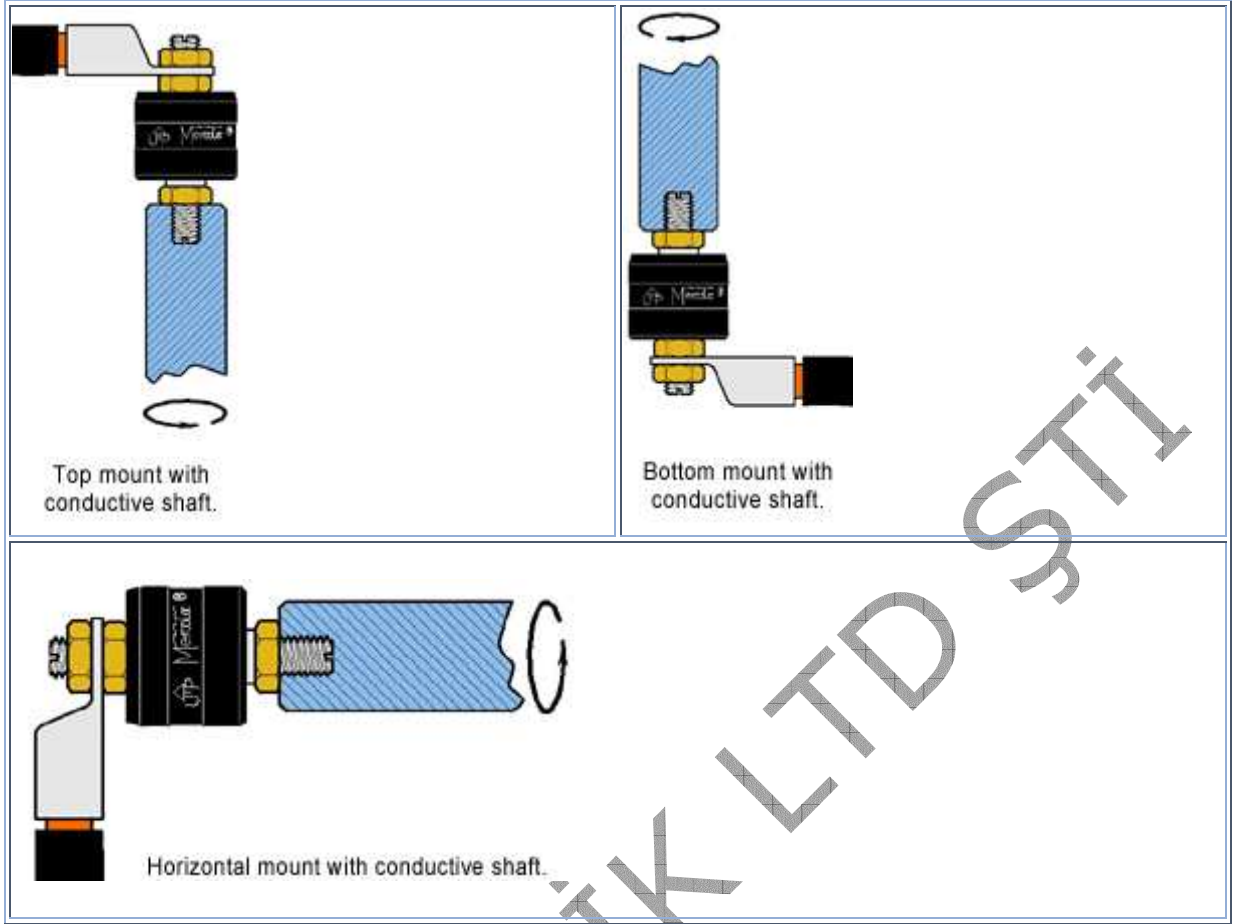 Top mount with
conductive shaft.
Bottom mount with
conductive shaft.
Horizontal mount with conductive shaft.
İK LTD ŞTİ